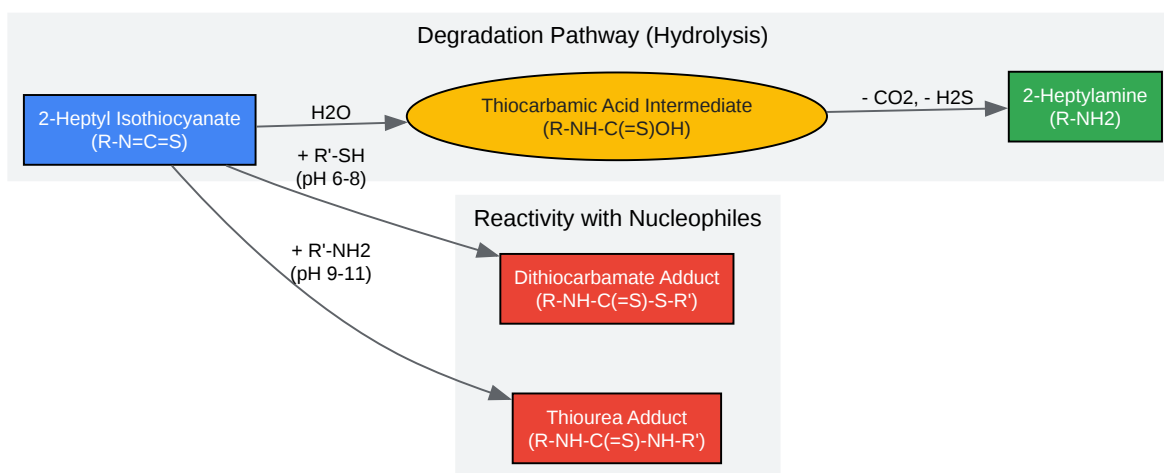 Degradation Pathway (Hydrolysis)
2-Heptyl Isothiocyanate
(R-N=C=S)
H2O
Thiocarbamic Acid Intermediate
(R-NH-C(=S)OH)
- CO2, - H2S
2-Heptylamine
(R-NH2)
+ R'-SH
(pH 6-8)
+ R'-NH2
(pH 9-11)
Reactivity with Nucleophiles
Dithiocarbamate Adduct
(R-NH-C(=S)-S-R')
Thiourea Adduct
(R-NH-C(=S)-NH-R')